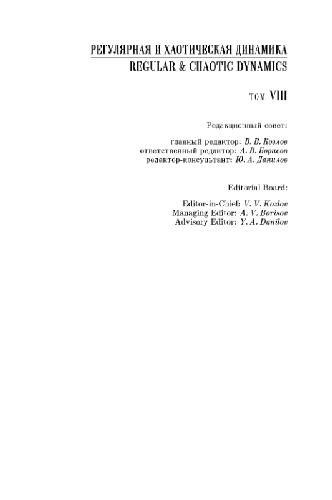 РЕГУЛЯРНАЯ И ХАОТИЧЕСКАЯ ДИНАМИКА
REGULAR & CHAOTIC DYNAMICS
ТОМ VIII
Редакционный совет:
главный редактор: В. В. Козлов
ответственный редактор: А. В. Борисов
редактор-консультант: Ю. А. Данилов
Editorial Board:
Editor-in-Chief: V. V. Kozlov
Managing Editor: A. V. Borisov
Advisory Editor: Y. A. Danilov